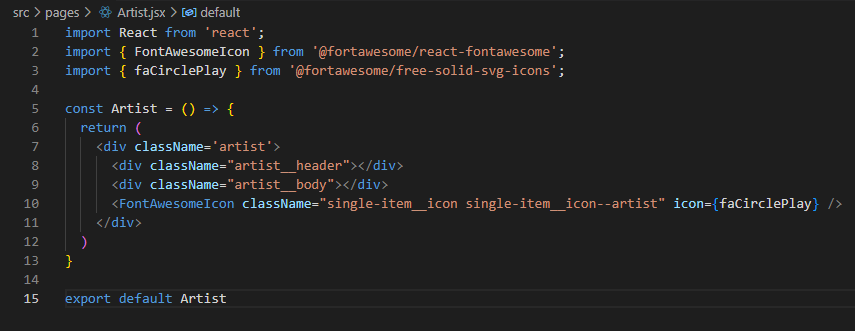 src > pages > Artist.jsx > default
1 import React from 'react';
2 import { FontAwesomeIcon } from '@fortawesome/react-fontawesome';
3 import { faCirclePlay } from '@fortawesome/free-solid-svg-icons';
4
5 const Artist = () => {
6   return (
7     <div className='artist'>
8       <div className="artist__header"></div>
9       <div className="artist__body"></div>
10       <FontAwesomeIcon className="single-item__icon single-item__icon--artist" icon={faCirclePlay} />
11     </div>
12   )
13 }
14
15 export default Artist